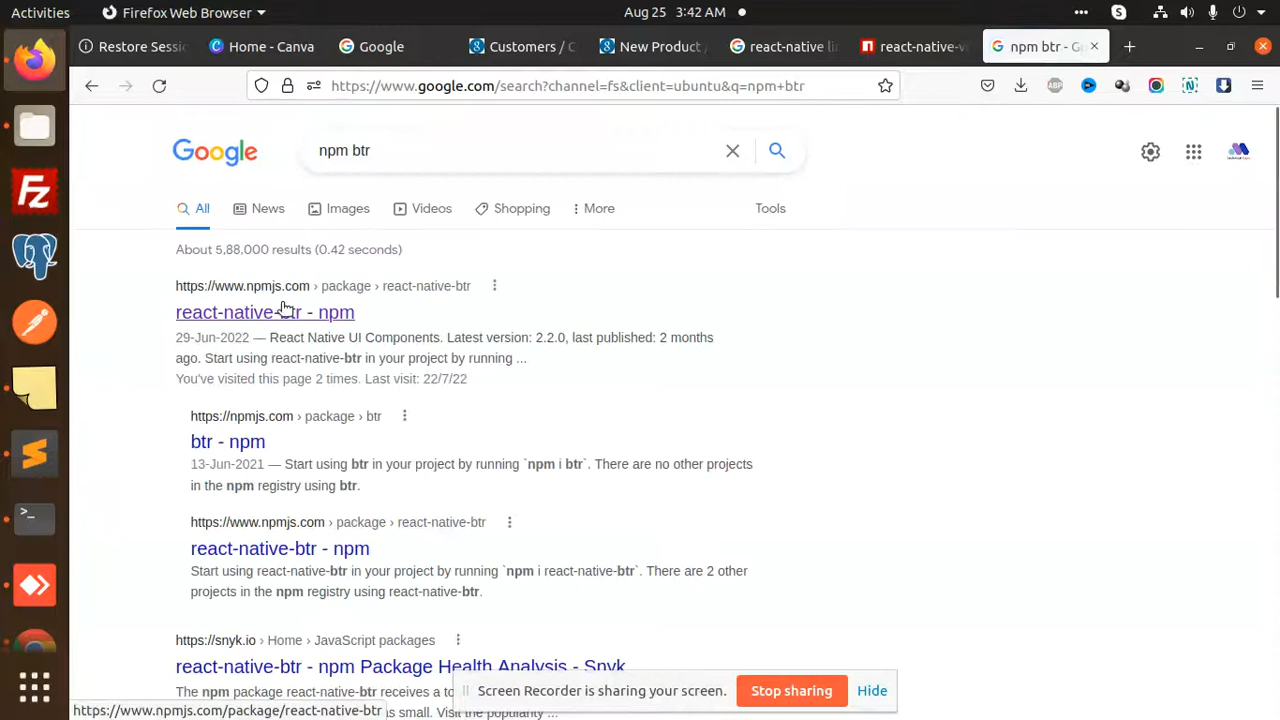 Activities
Firefox Web Browser
Aug 25 3:42 AM
Restore Sessi
Home - Canva
Google
Customers / C
New Product
react-native li
react-native-v
npm btr - G
https://www.google.com/search?channel=fs&client=ubuntu&q=npm+btr
ABP
Google
npm btr
All
News
Images
Videos
Shopping
More
Tools
About 5,88,000 results (0.42 seconds)
https://www.npmjs.com › package › react-native-btr
react-native-btr - npm
29-Jun-2022 — React Native UI Components. Latest version: 2.2.0, last published: 2 months
ago. Start using react-native-btr in your project by running ...
You've visited this page 2 times. Last visit: 22/7/22
https://npmjs.com › package › btr
btr - npm
13-Jun-2021 — Start using btr in your project by running `npm i btr`. There are no other projects
in the npm registry using btr.
https://www.npmjs.com › package › react-native-btr
react-native-btr - npm
Start using react-native-btr in your project by running `npm i react-native-btr`. There are 2 other
projects in the npm registry using react-native-btr.
https://snyk.io › Home › JavaScript packages
react-native-btr - npm Package Health Analysis - Snyk
The npm package react-native-btr receives a to
as small. Visit the popularity ...
Screen Recorder is sharing your screen.
Stop sharing
Hide
https://www.npmjs.com/package/react-native-btr